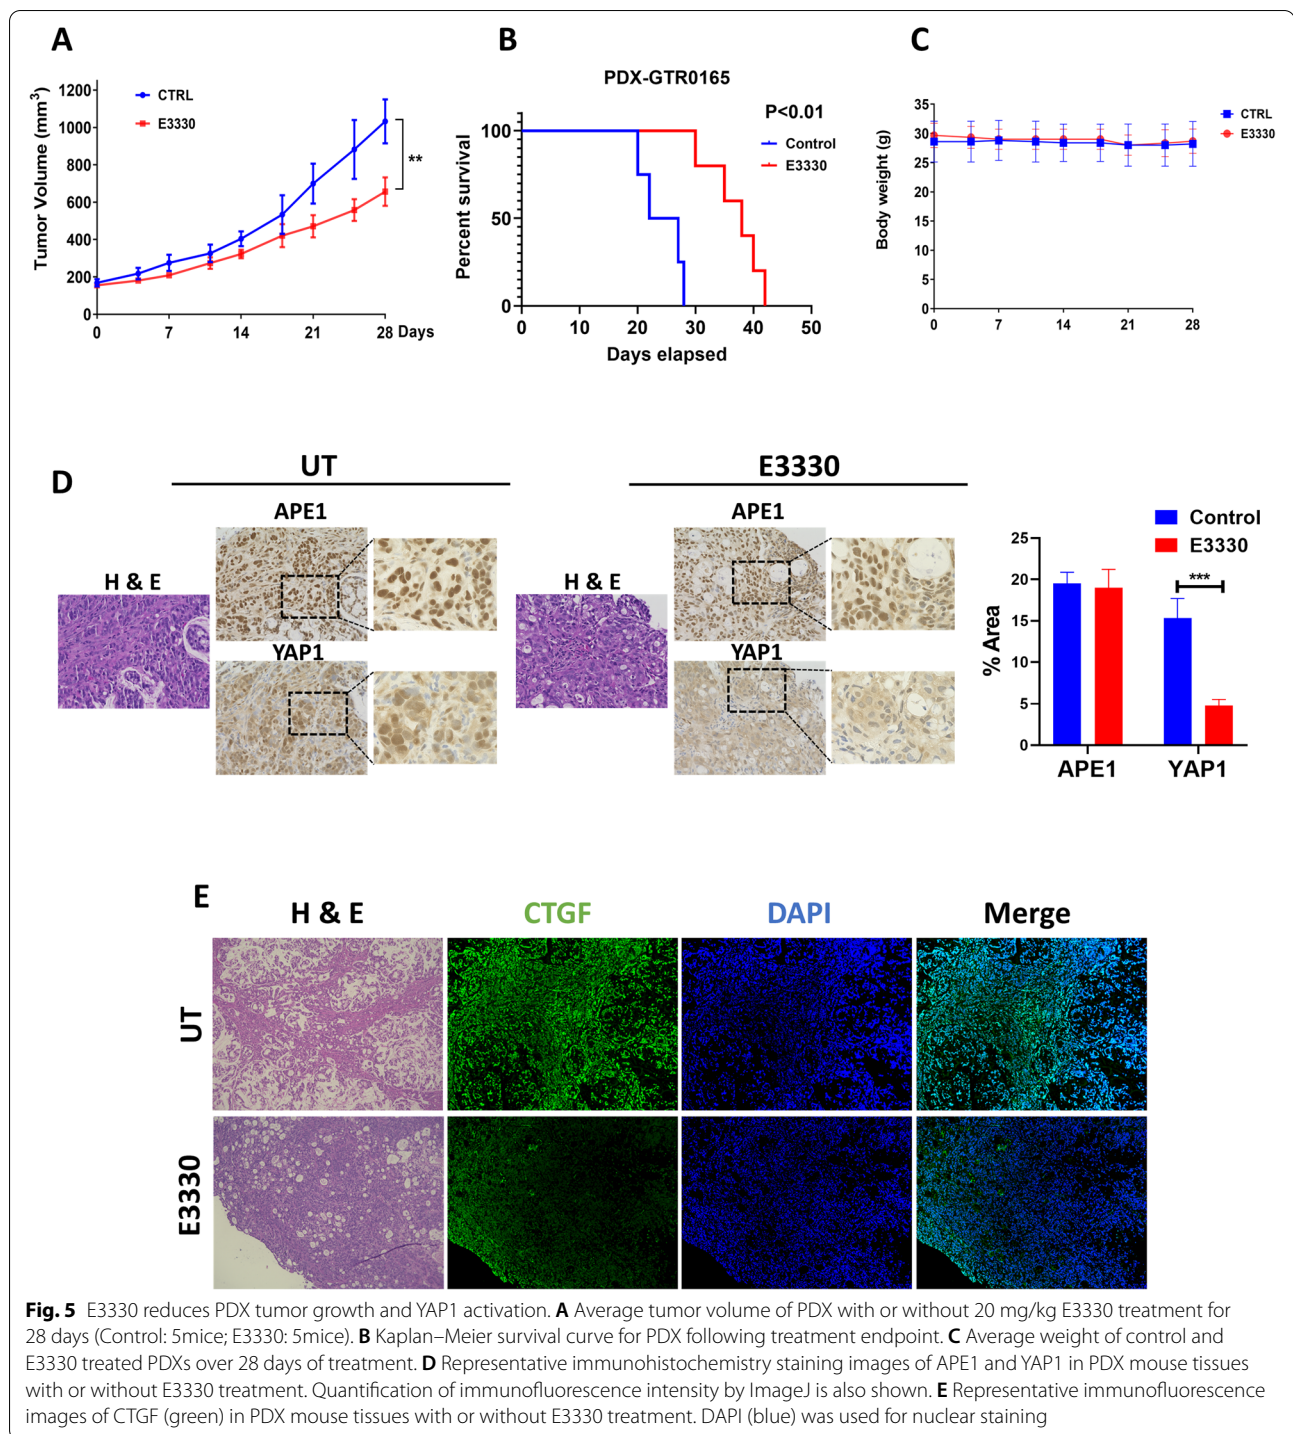 A
Tumor Volume (mm³)
1200
1000
800
600
400
200
0
CTRL
E3330
**
0 7 14 21 28 Days
B
PDX-GTR0165
P<0.01
Control
E3330
Percent survival
100
50
0
0 10 20 30 40 50
Days elapsed
C
Body weight (g)
35
30
25
20
15
10
5
0
CTRL
E3330
0 7 14 21 28
D
UT
APE1
H & E
YAP1
E3330
APE1
H & E
YAP1
Control
E3330
% Area
25
20
15
10
5
0
***
APE1 YAP1
E
H & E CTGF DAPI Merge
UT
E3330
Fig. 5 E3330 reduces PDX tumor growth and YAP1 activation. A Average tumor volume of PDX with or without 20 mg/kg E3330 treatment for
28 days (Control: 5mice; E3330: 5mice). B Kaplan–Meier survival curve for PDX following treatment endpoint. C Average weight of control and
E3330 treated PDXs over 28 days of treatment. D Representative immunohistochemistry staining images of APE1 and YAP1 in PDX mouse tissues
with or without E3330 treatment. Quantification of immunofluorescence intensity by ImageJ is also shown. E Representative immunofluorescence
images of CTGF (green) in PDX mouse tissues with or without E3330 treatment. DAPI (blue) was used for nuclear staining